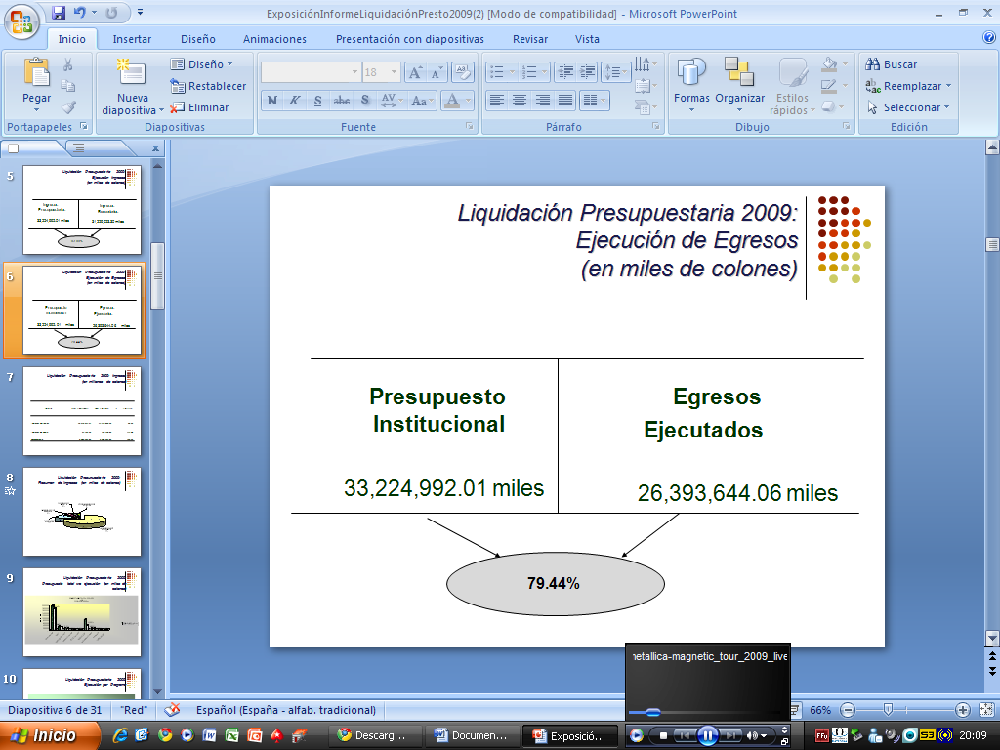 ExposiciónInformeLiquidaciónPresto2009(2) [Modo de compatibilidad] - Microsoft PowerPoint
Inicio Insertar Diseño Animaciones Presentación con diapositivas Revisar Vista
Pegar
Portapapeles
Nueva diapositiva
Diseño
Restablecer
Eliminar
Diapositivas
18
N K S abc S AV Aa A
Fuente
Párrafo
Formas
Organizar
Estilos rápidos
Dibujo
Buscar
Reemplazar
Seleccionar
Edición
5
6
7
8
9
10
Liquidación Presupuestaria 2009:
Ejecución de Egresos
(en miles de colones)
Presupuesto
Institucional
33,224,992.01 miles
Egresos
Ejecutados
26,393,644.06 miles
79.44%
metallica-magnetic_tour_2009_live
Diapositiva 6 de 31 "Red" Español (España - alfab. tradicional) 66%
Inicio Descarg... Documen... Exposició... 20:09